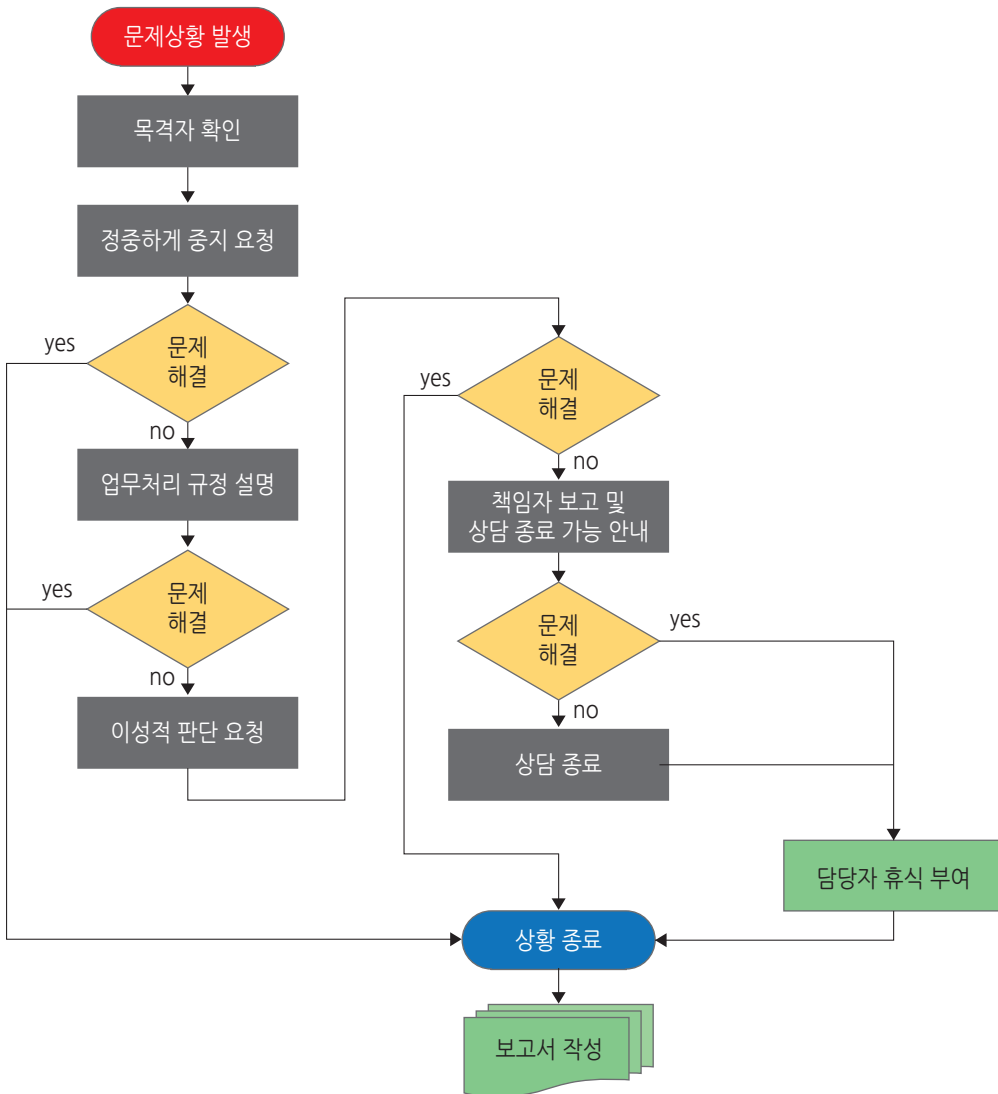 문제상황 발생
목격자 확인
정중하게 중지 요청
yes
문제
해결
no
업무처리 규정 설명
yes
문제
해결
no
이성적 판단 요청
yes
문제
해결
no
책임자 보고 및
상담 종료 가능 안내
문제
해결
yes
no
상담 종료
담당자 휴식 부여
상황 종료
보고서 작성